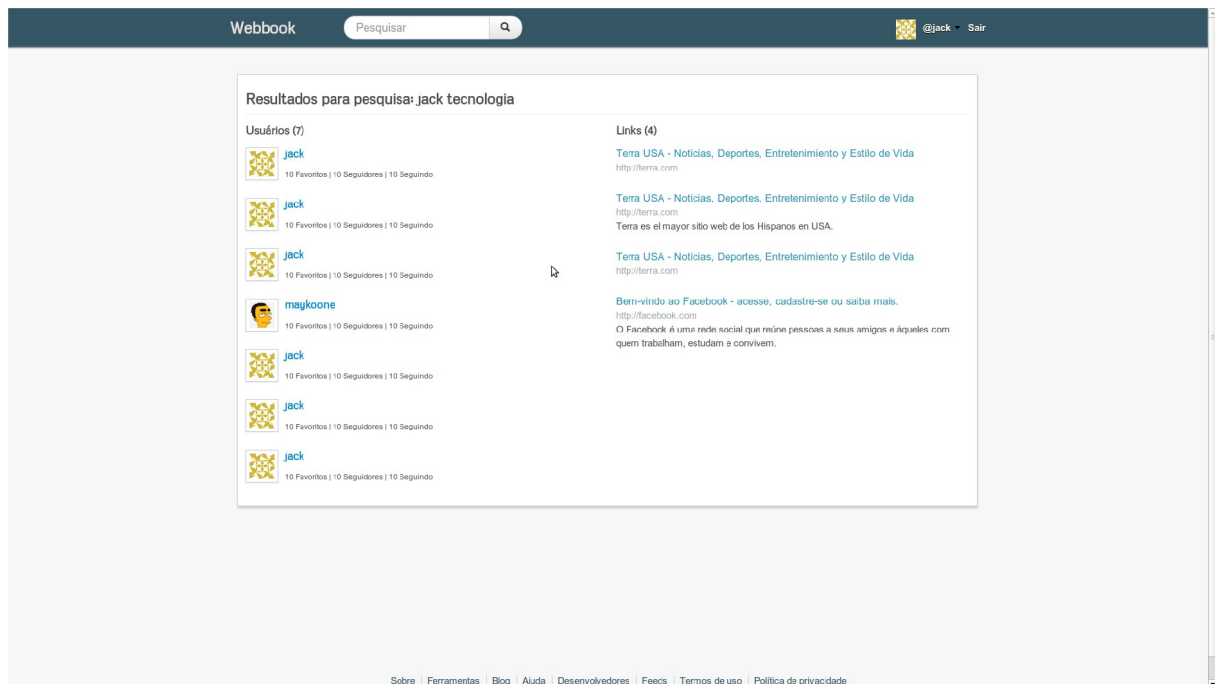 Webbook
Pesquisar
@jack
Sair
Resultados para pesquisa: jack tecnologia
Usuários (7)
jack
10 Favoritos | 10 Seguidores | 10 Seguindo
jack
10 Favoritos | 10 Seguidores | 10 Seguindo
jack
10 Favoritos | 10 Seguidores | 10 Seguindo
maykoone
10 Favoritos | 10 Seguidores | 10 Seguindo
jack
10 Favoritos | 10 Seguidores | 10 Seguindo
jack
10 Favoritos | 10 Seguidores | 10 Seguindo
jack
10 Favoritos | 10 Seguidores | 10 Seguindo
Links (4)
Terra USA - Noticias, Deportes, Entretenimiento y Estilo de Vida
http://terra.com
Terra USA - Noticias, Deportes, Entretenimiento y Estilo de Vida
http://terra.com
Terra es el mayor sitio web de los Hispanos en USA.
Terra USA - Noticias, Deportes, Entretenimiento y Estilo de Vida
http://terra.com
Bem-vindo ao Facebook - acesse, cadastre-se ou saiba mais.
http://facebook.com
O Facebook é uma rede social que reúne pessoas a seus amigos e àqueles com
quem trabalham, estudam e convivem.
Sobre | Ferramentas | Blog | Ajuda | Desenvolvedores | Feeds | Termos de uso | Política de privacidade